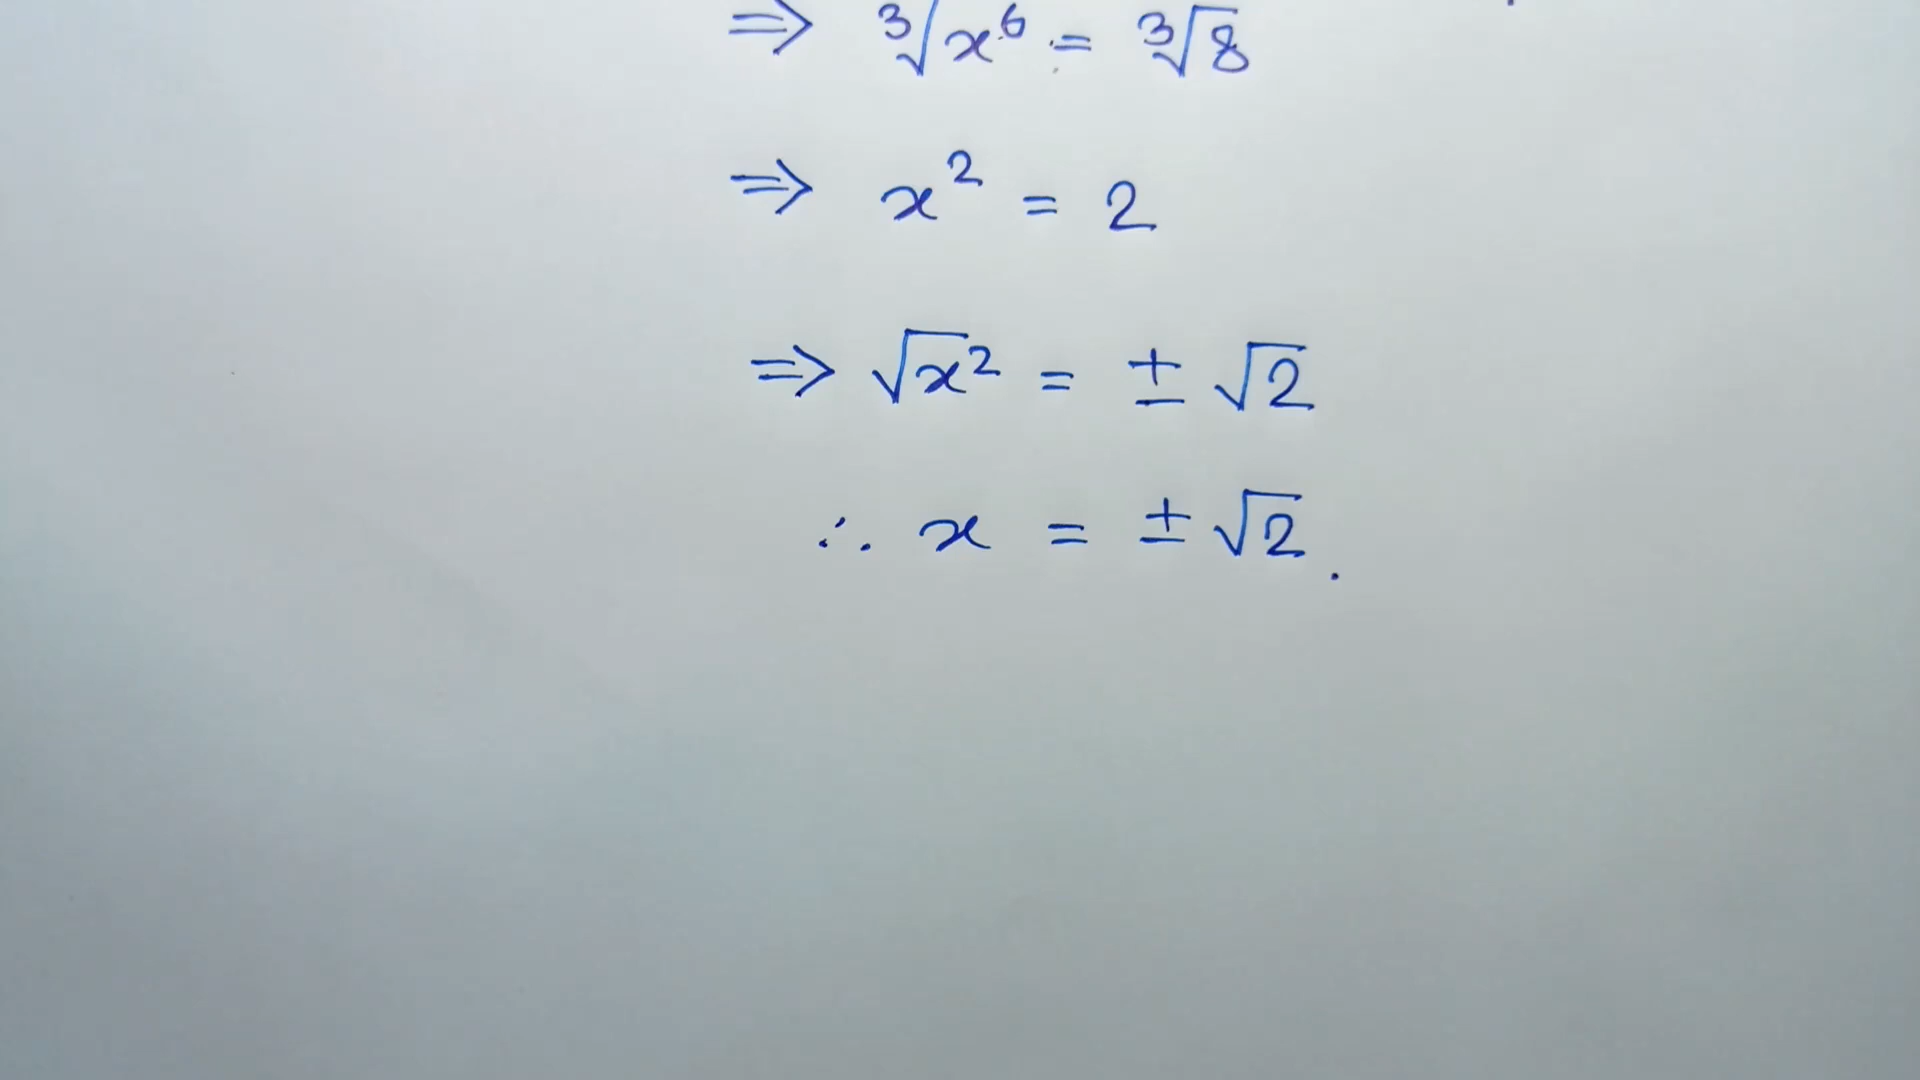 ⇒ ∛x⁶ = ∛8
⇒ x² = 2
⇒ √x² = ± √2
∴ x = ± √2.